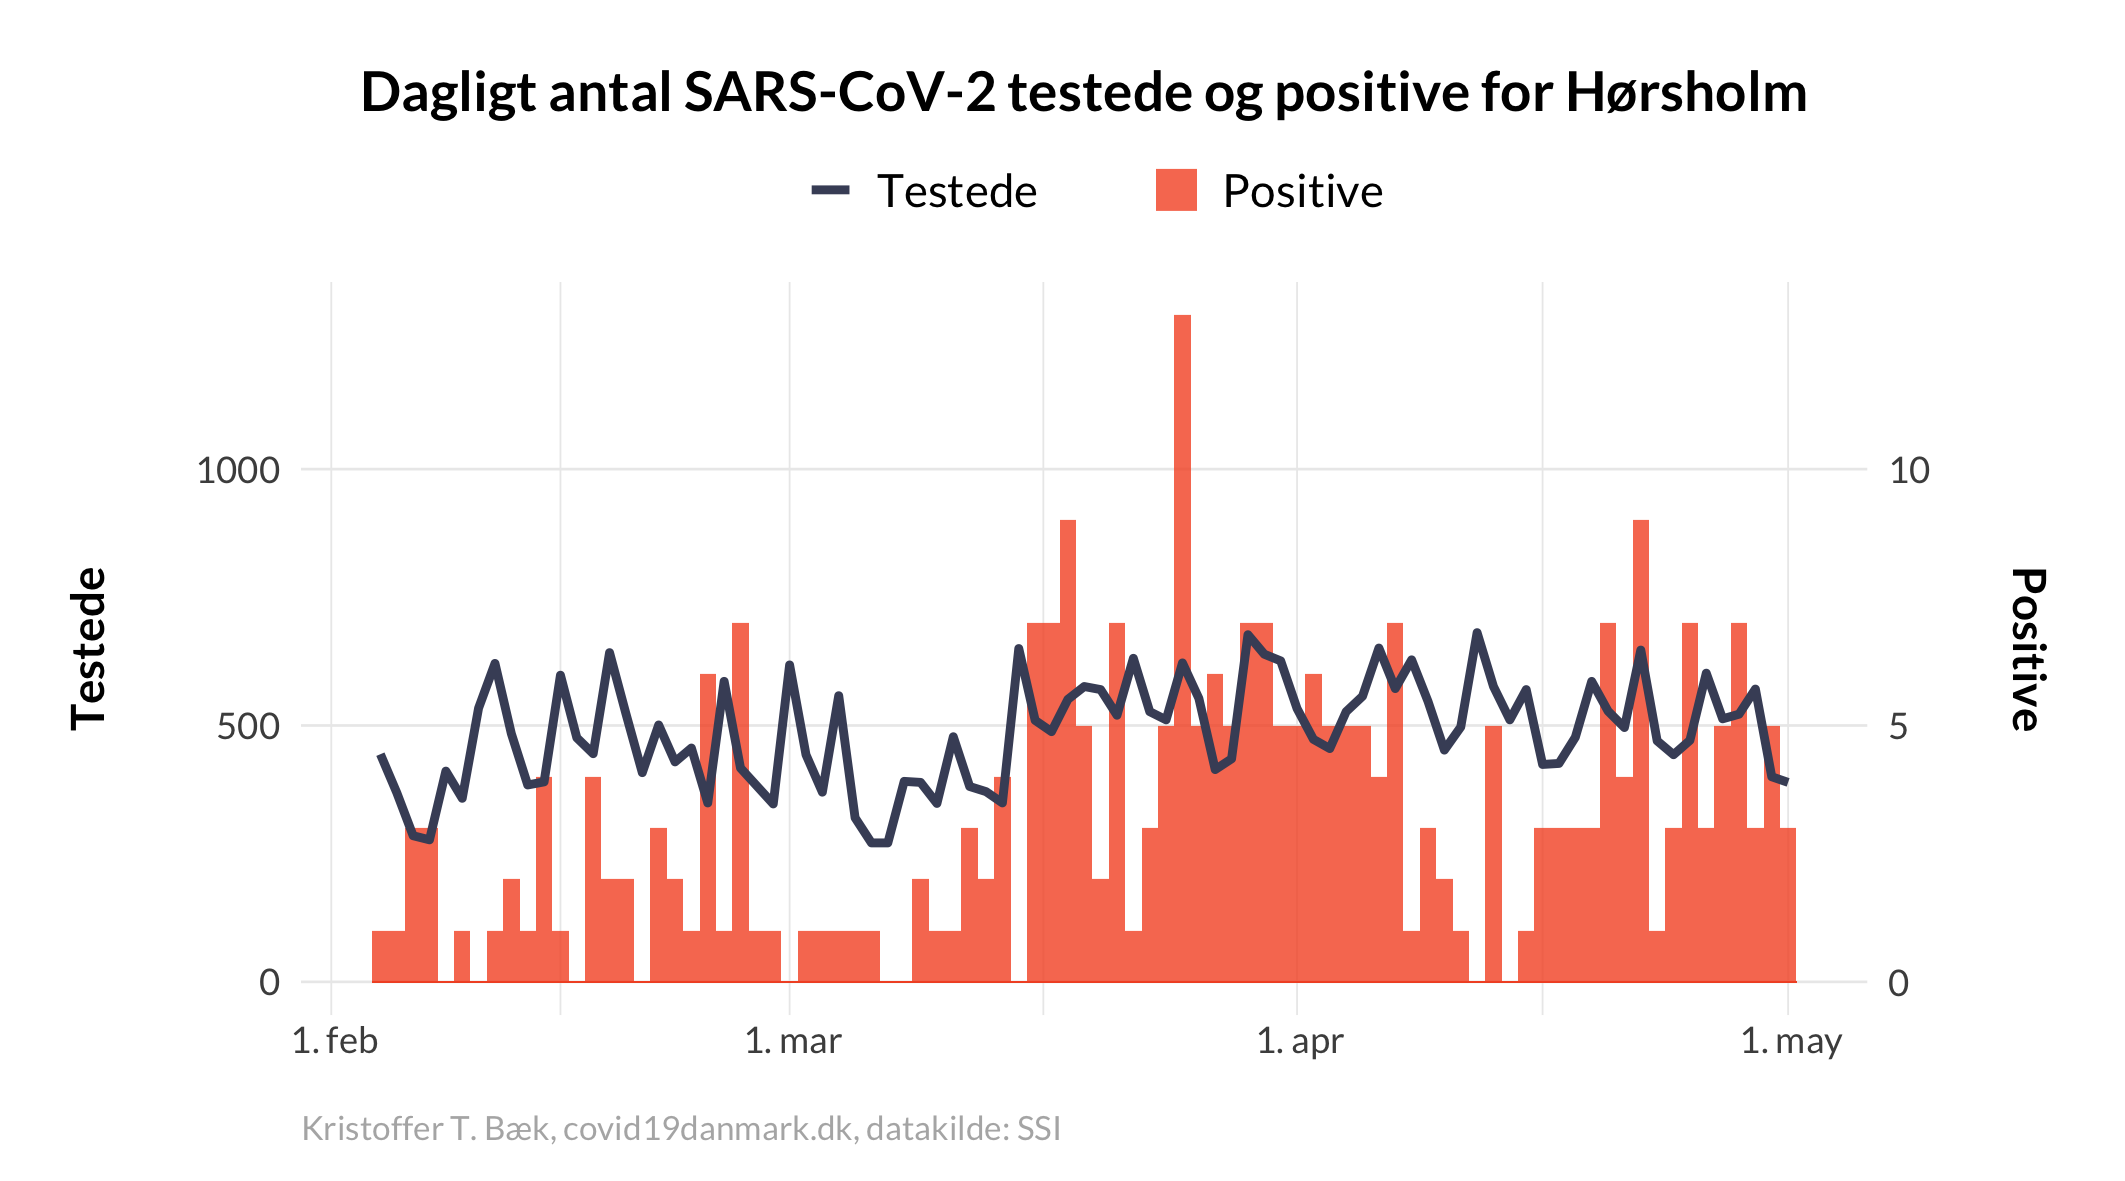 Dagligt antal SARS-CoV-2 testede og positive for Hørsholm
Testede Positive
1000
500
0
Testede
10
5
0
Positive
1. feb 1. mar 1. apr 1. may
Kristoffer T. Bæk, covid19danmark.dk, datakilde: SSI